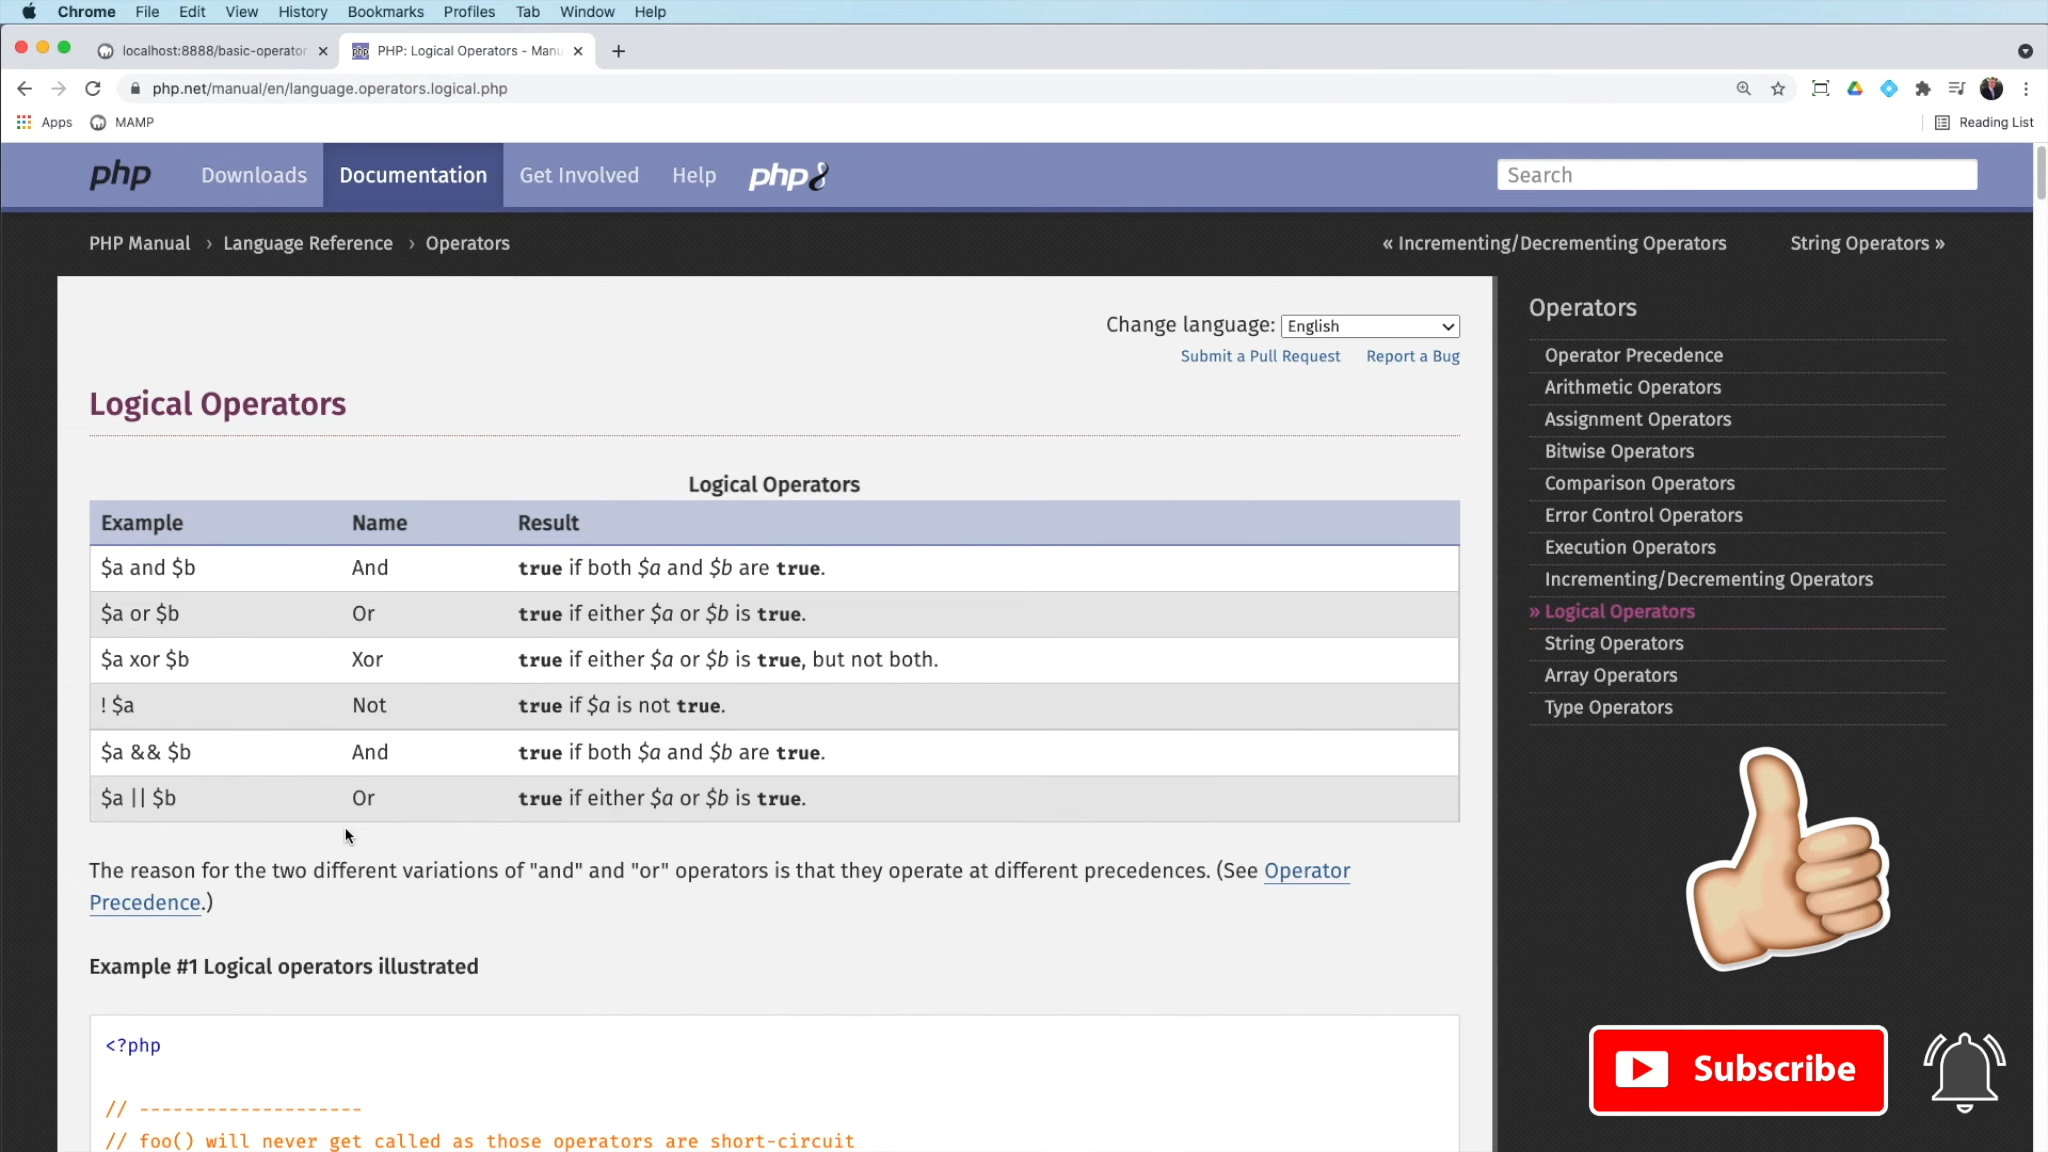 Chrome File Edit View History Bookmarks Profiles Tab Window Help
localhost:8888/basic-operator
PHP: Logical Operators - Manu
php.net/manual/en/language.operators.logical.php
Apps MAMP Reading List
php Downloads Documentation Get Involved Help php8 Search
PHP Manual › Language Reference › Operators « Incrementing/Decrementing Operators String Operators »
Change language: English
Submit a Pull Request Report a Bug
Logical Operators
Logical Operators
Example Name Result
$a and $b And true if both $a and $b are true.
$a or $b Or true if either $a or $b is true.
$a xor $b Xor true if either $a or $b is true, but not both.
! $a Not true if $a is not true.
$a && $b And true if both $a and $b are true.
$a || $b Or true if either $a or $b is true.
The reason for the two different variations of "and" and "or" operators is that they operate at different precedences. (See Operator
Precedence.)
Example #1 Logical operators illustrated
<?php
// --------------------
// foo() will never get called as those operators are short-circuit
Operators
Operator Precedence
Arithmetic Operators
Assignment Operators
Bitwise Operators
Comparison Operators
Error Control Operators
Execution Operators
Incrementing/Decrementing Operators
» Logical Operators
String Operators
Array Operators
Type Operators
Subscribe